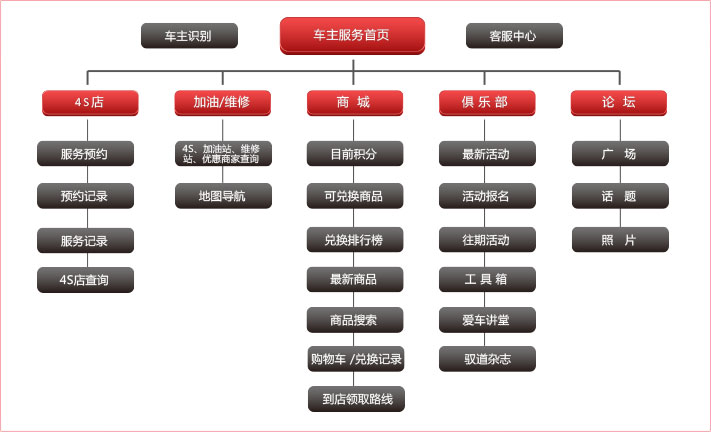 车主识别
车主服务首页
客服中心
4S店
加油/维修
商 城
俱 乐 部
论 坛
服务预约
预约记录
服务记录
4S店查询
4S、加油站、维修
站、优惠商家查询
地图导航
目前积分
可兑换商品
兑换排行榜
最新商品
商品搜索
购物车 /兑换记录
到店领取路线
最新活动
活动报名
往期活动
工 具 箱
爱车讲堂
驭道杂志
广 场
话 题
照 片